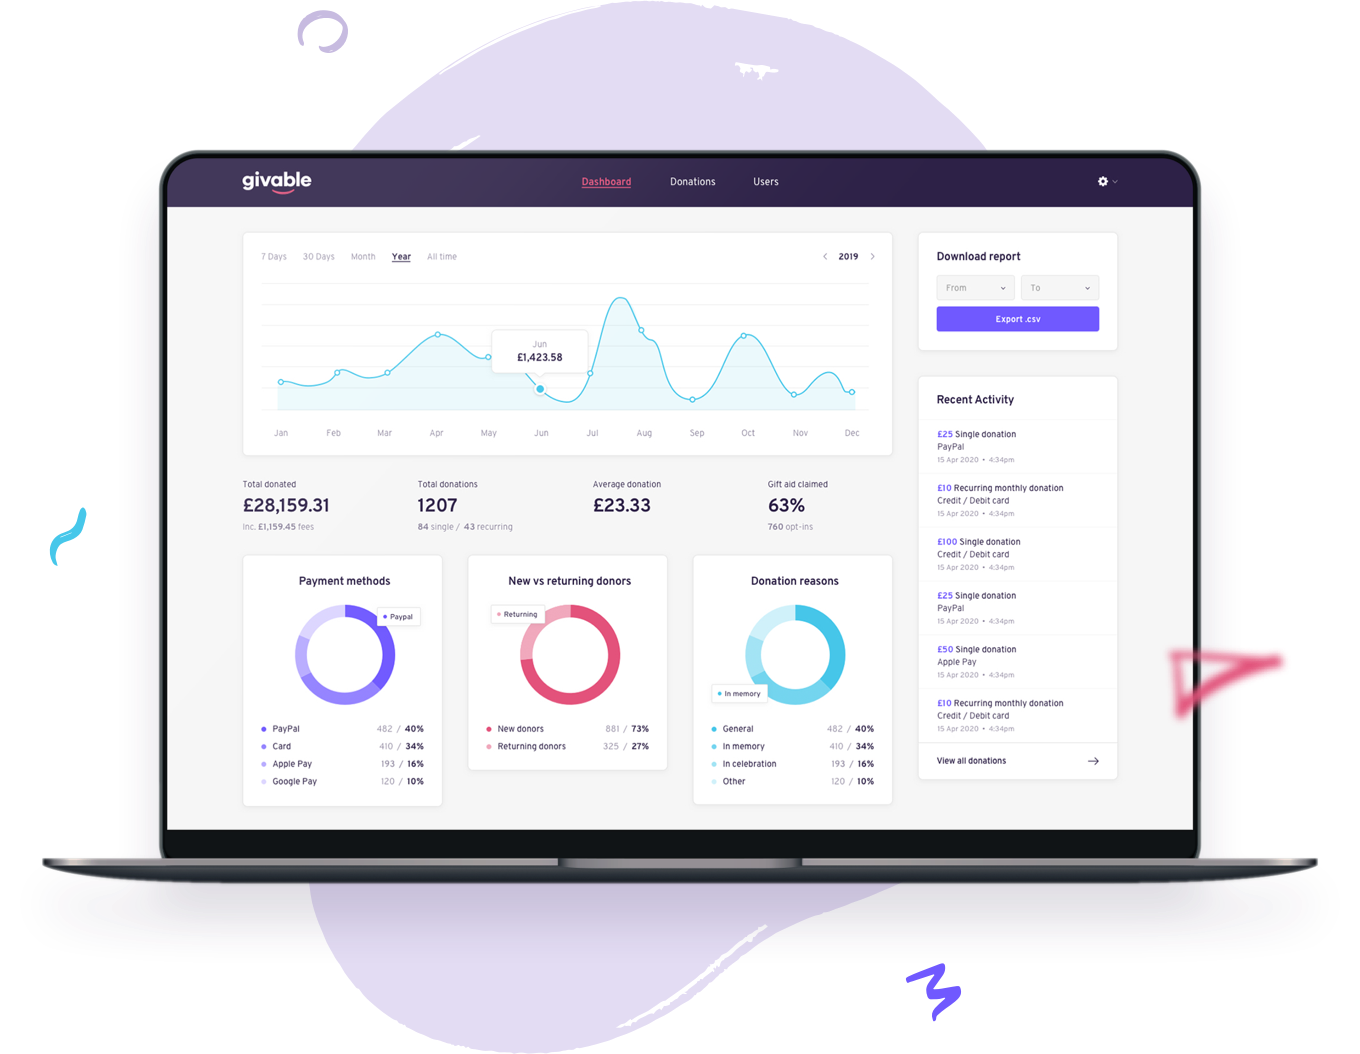 givable
Dashboard Donations Users
7 Days 30 Days Month Year All time
2019
Jun
£1,423.58
Jan Feb Mar Apr May Jun Jul Aug Sep Oct Nov Dec
Download report
From To
Export .csv
Total donated
£28,159.31
Inc. £1,159.45 fees
Total donations
1207
84 single / 43 recurring
Average donation
£23.33
Gift aid claimed
63%
760 opt-ins
Payment methods
Paypal
PayPal 482 / 40%
Card 410 / 34%
Apple Pay 193 / 16%
Google Pay 120 / 10%
New vs returning donors
Returning
New donors 881 / 73%
Returning donors 325 / 27%
Donation reasons
In memory
General 482 / 40%
In memory 410 / 34%
In celebration 193 / 16%
Other 120 / 10%
Recent Activity
£25 Single donation
PayPal
15 Apr 2020 • 4:34pm
£10 Recurring monthly donation
Credit / Debit card
15 Apr 2020 • 4:34pm
£100 Single donation
Credit / Debit card
15 Apr 2020 • 4:34pm
£25 Single donation
PayPal
15 Apr 2020 • 4:34pm
£50 Single donation
Apple Pay
15 Apr 2020 • 4:34pm
£10 Recurring monthly donation
Credit / Debit card
15 Apr 2020 • 4:34pm
View all donations